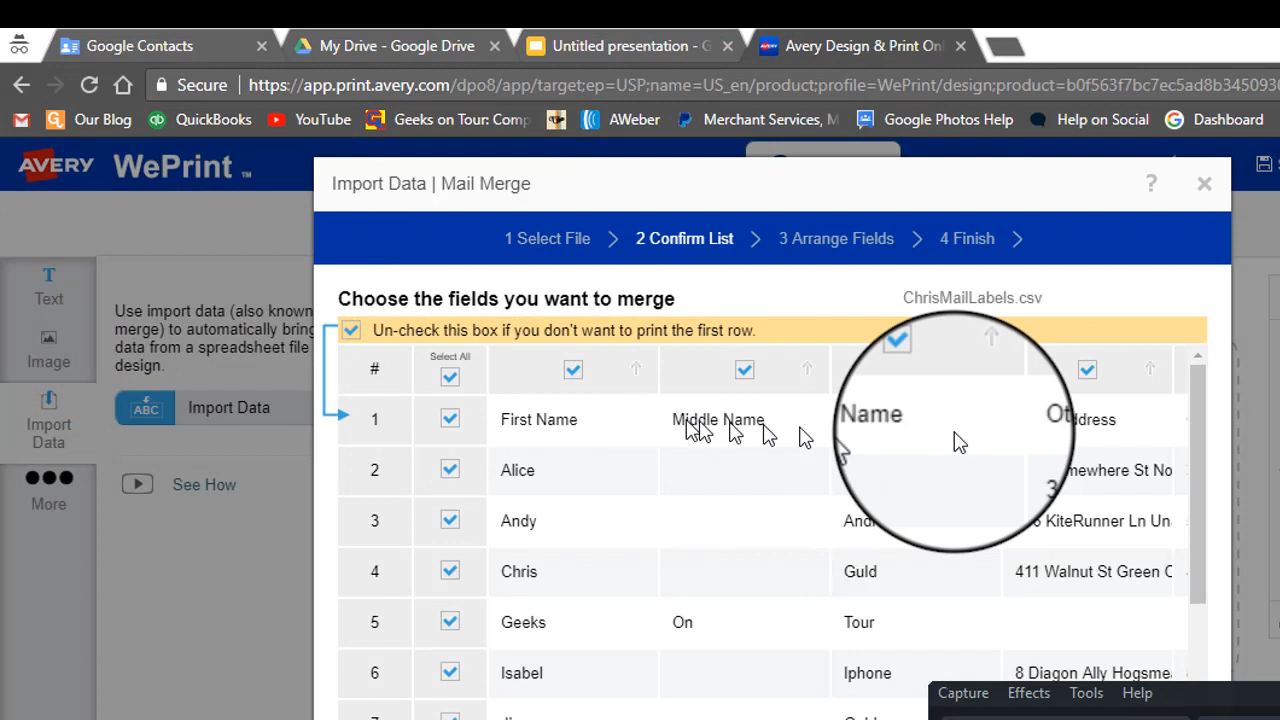 Google Contacts
My Drive - Google Drive
Untitled presentation - G
Avery Design & Print Onl
Secure
https://app.print.avery.com/dpo8/app/target;ep=USP;name=US_en/product;profile=WePrint/design;product=b0f563f7bc7ec5ad8b3450930
Our Blog
QuickBooks
YouTube
Geeks on Tour: Comp
AWeber
Merchant Services, M
Google Photos Help
Help on Social
Dashboard
AVERY WePrint ™
Import Data | Mail Merge
?
1 Select File
2 Confirm List
3 Arrange Fields
4 Finish
T
Text
Image
Import
Data
More
Use import data (also known
merge) to automatically bring
data from a spreadsheet file
design.
ABC Import Data
See How
Choose the fields you want to merge
ChrisMailLabels.csv
Un-check this box if you don't want to print the first row.
# Select All
1 First Name Middle Name Name Ot dress
2 Alice mewhere St No
3 Andy And KiteRunner Ln Un
4 Chris Guld 411 Walnut St Green C
5 Geeks On Tour
6 Isabel Iphone 8 Diagon Ally Hogsme
Capture Effects Tools Help